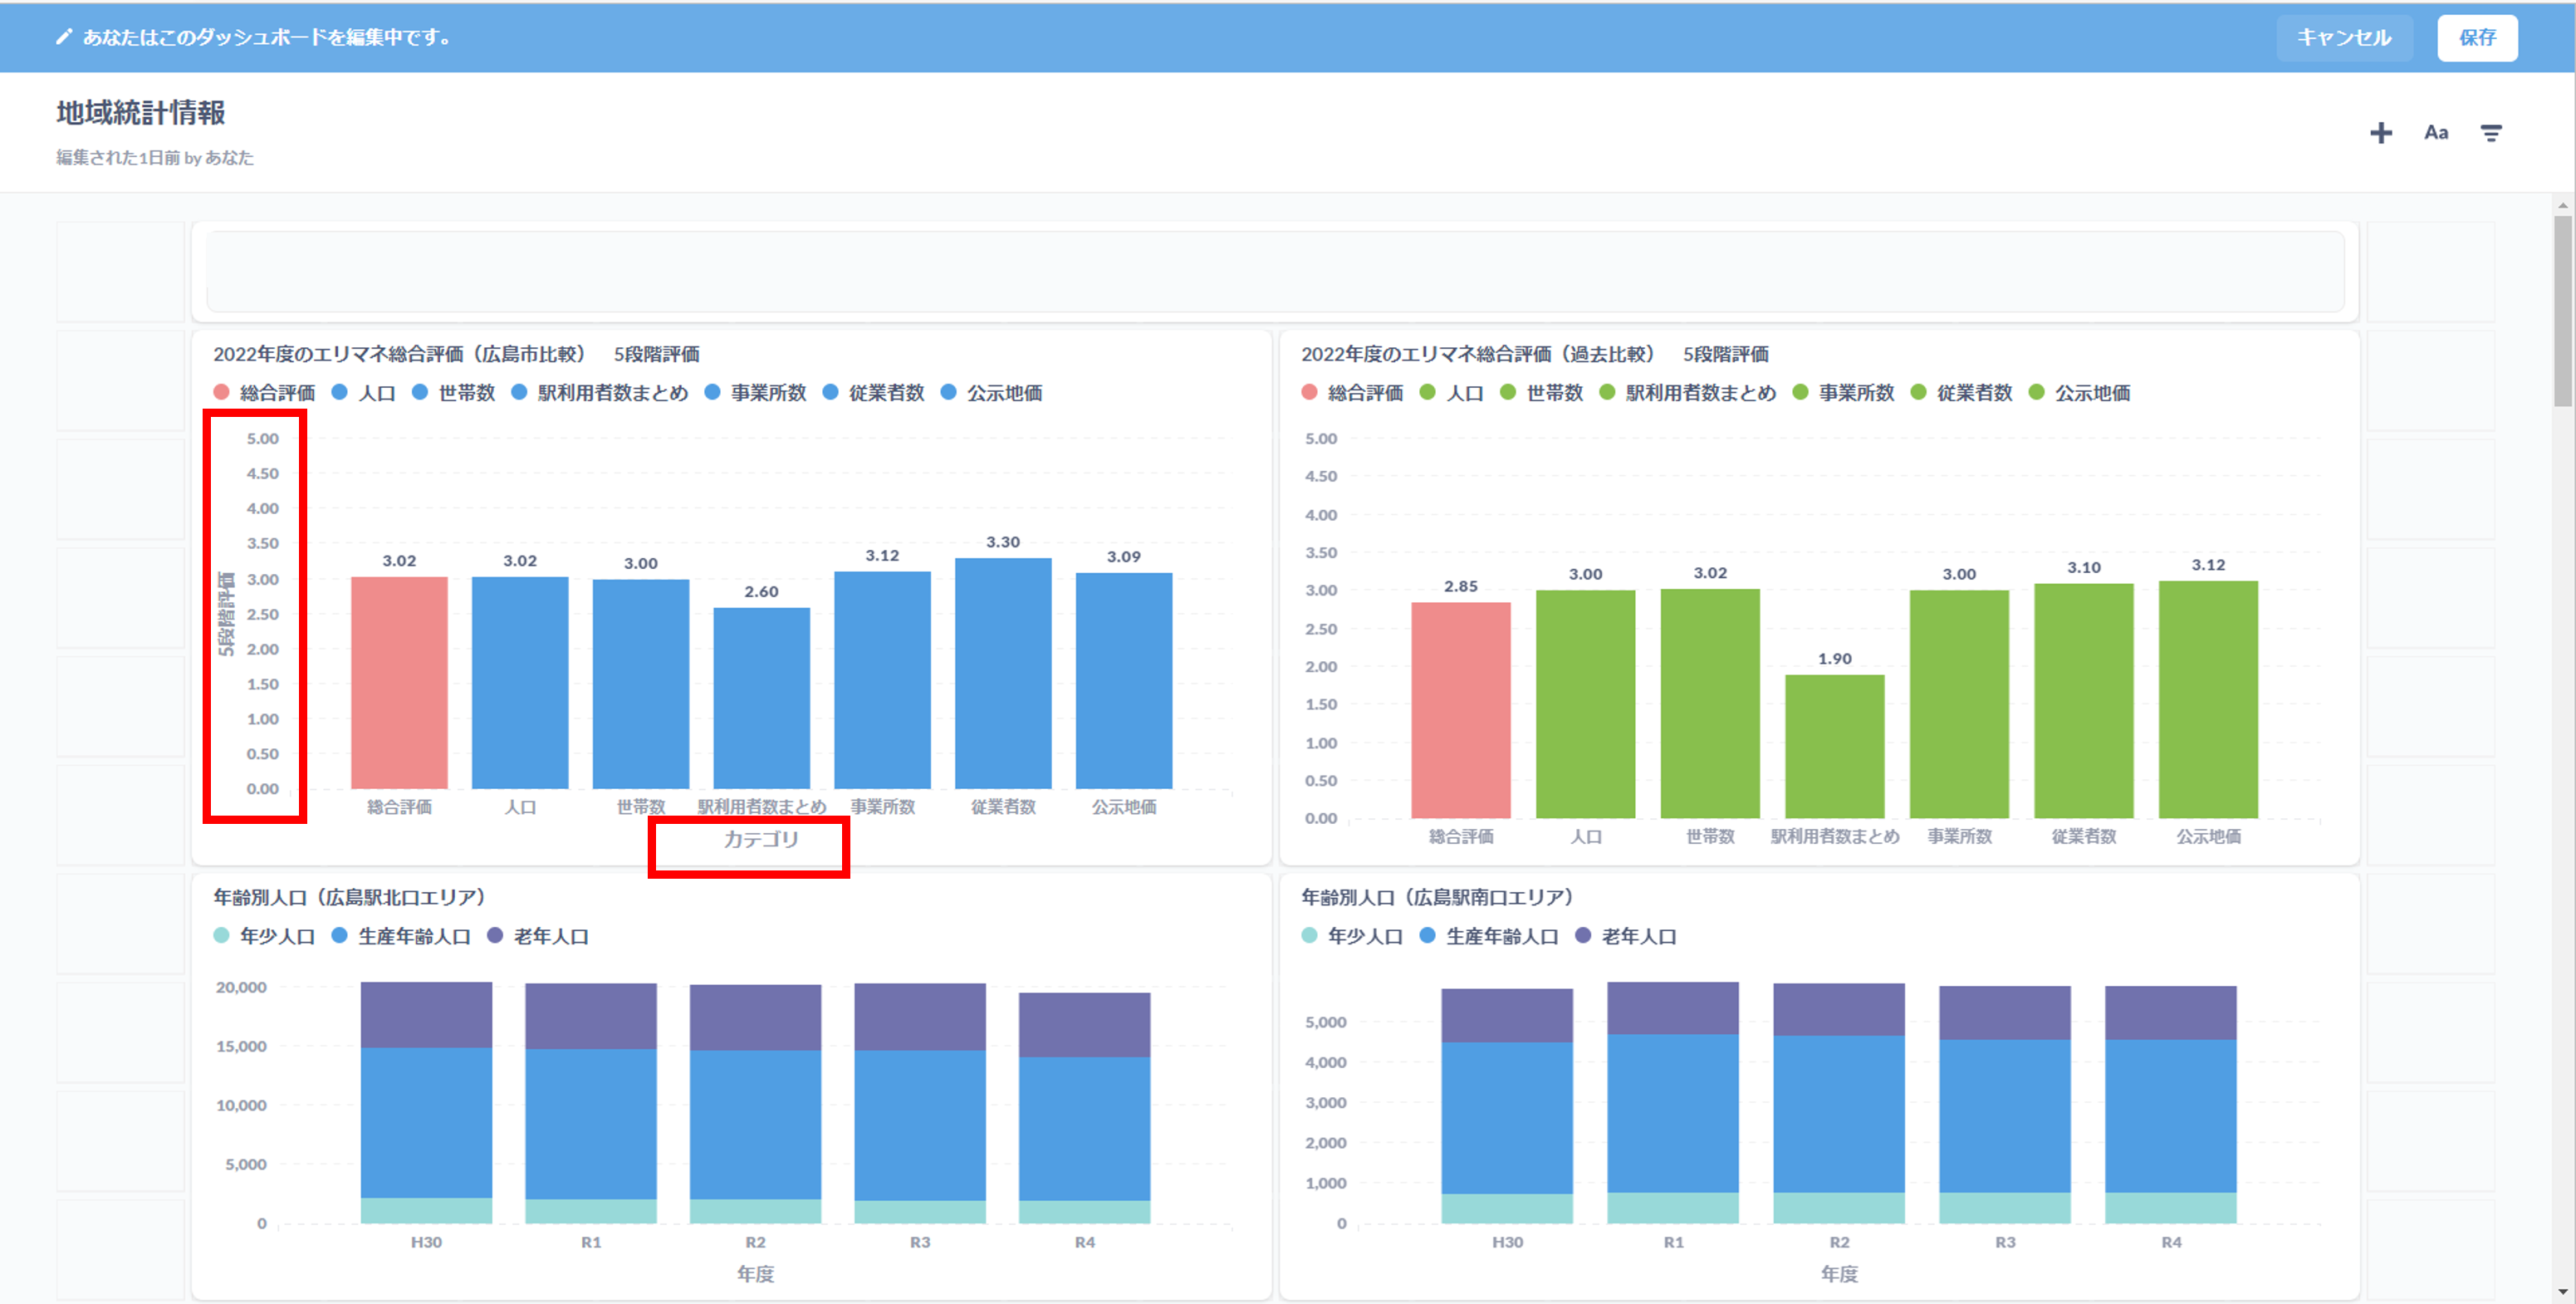 あなたはこのダッシュボードを編集中です。
キャンセル
保存
地域統計情報
編集された1日前 by あなた
Aa
2022年度のエリマネ総合評価（広島市比較）　5段階評価
総合評価 人口 世帯数 駅利用者数まとめ 事業所数 従業者数 公示地価
5.00
4.50
4.00
3.50
3.00
2.50
2.00
1.50
1.00
0.50
0.00
5段階評価
3.02 3.02 3.00 2.60 3.12 3.30 3.09
総合評価 人口 世帯数 駅利用者数まとめ 事業所数 従業者数 公示地価
カテゴリ
2022年度のエリマネ総合評価（過去比較）　5段階評価
総合評価 人口 世帯数 駅利用者数まとめ 事業所数 従業者数 公示地価
5.00
4.50
4.00
3.50
3.00
2.50
2.00
1.50
1.00
0.50
0.00
2.85 3.00 3.02 1.90 3.00 3.10 3.12
総合評価 人口 世帯数 駅利用者数まとめ 事業所数 従業者数 公示地価
年齢別人口（広島駅北口エリア）
年少人口 生産年齢人口 老年人口
20,000
15,000
10,000
5,000
0
H30 R1 R2 R3 R4
年度
年齢別人口（広島駅南口エリア）
年少人口 生産年齢人口 老年人口
5,000
4,000
3,000
2,000
1,000
0
H30 R1 R2 R3 R4
年度